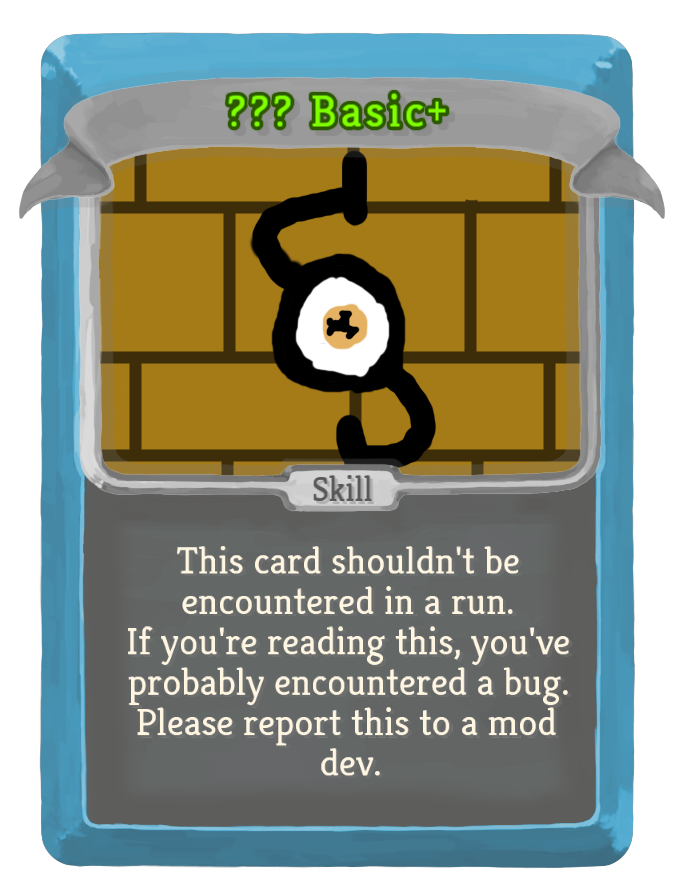 ??? Basic+
Skill
This card shouldn't be
encountered in a run.
If you're reading this, you've
probably encountered a bug.
Please report this to a mod
dev.